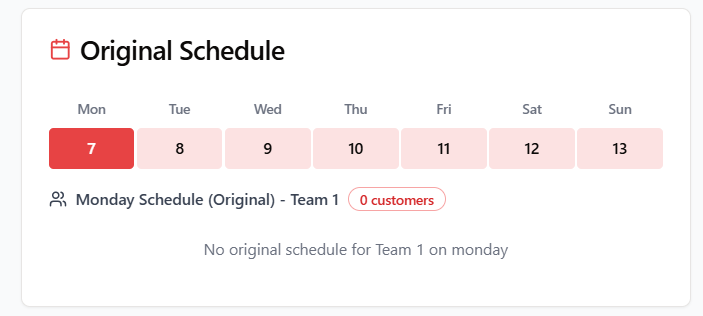 Original Schedule
Mon Tue Wed Thu Fri Sat Sun
7 8 9 10 11 12 13
Monday Schedule (Original) - Team 1 0 customers
No original schedule for Team 1 on monday